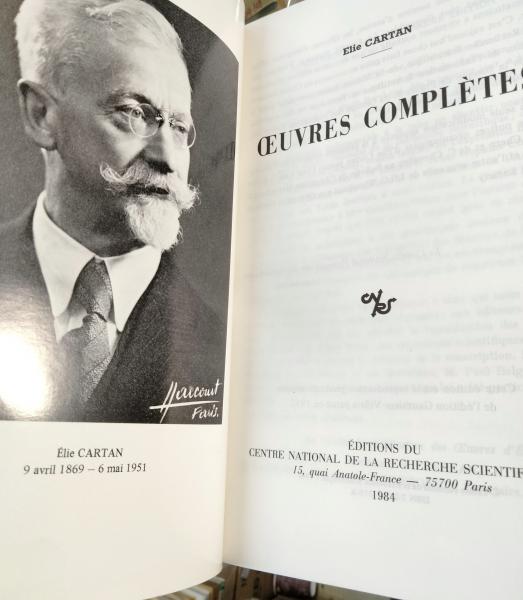 Harcourt
Paris.
Élie CARTAN
9 avril 1869 – 6 mai 1951
Elie CARTAN
ŒUVRES COMPLÈTES
ÉDITIONS DU
CENTRE NATIONAL DE LA RECHERCHE SCIENTIF
15, quai Anatole-France — 75700 Paris
1984